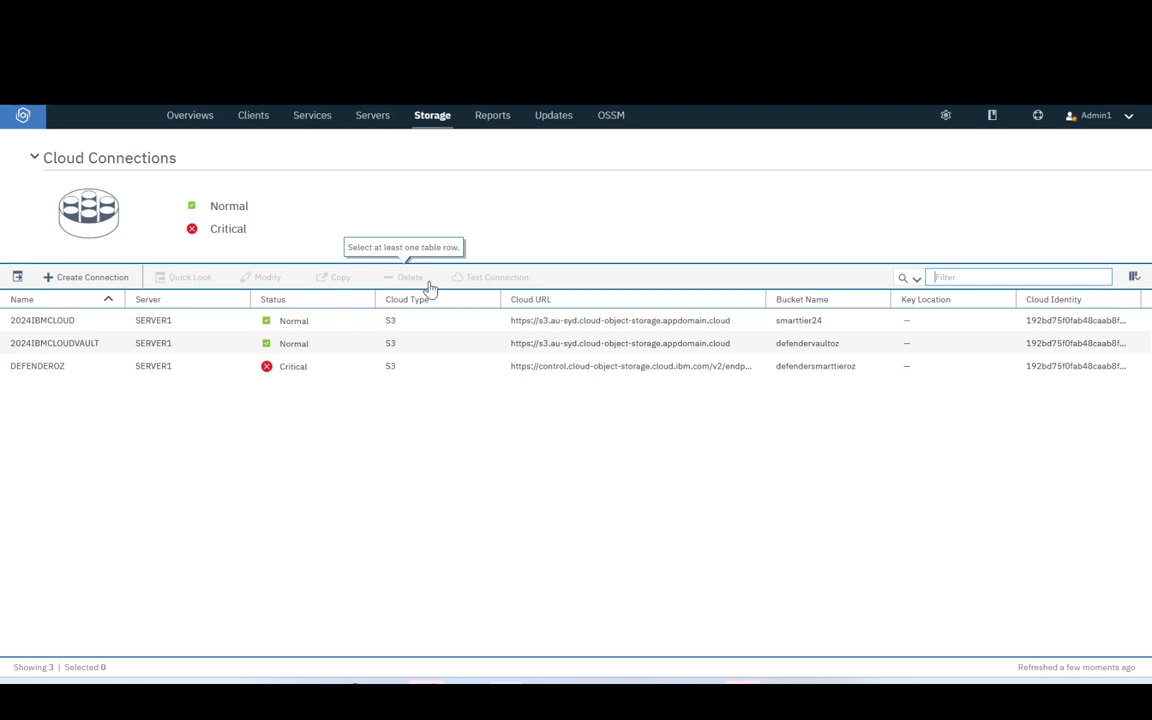 Overviews Clients Services Servers Storage Reports Updates OSSM Admin1
Cloud Connections
Normal
Critical
Select at least one table row.
Create Connection Quick Look Modify Copy Delete Test Connection Filter
Name Server Status Cloud Type Cloud URL Bucket Name Key Location Cloud Identity
2024IBMCLOUD SERVER1 Normal S3 https://s3.au-syd.cloud-object-storage.appdomain.cloud smarttier24 — 192bd75f0fab48caab8f...
2024IBMCLOUDVAULT SERVER1 Normal S3 https://s3.au-syd.cloud-object-storage.appdomain.cloud defendervaultoz — 192bd75f0fab48caab8f...
DEFENDEROZ SERVER1 Critical S3 https://control.cloud-object-storage.cloud.ibm.com/v2/endp... defendersmarttieroz — 192bd75f0fab48caab8f...
Showing 3 | Selected 0 Refreshed a few moments ago